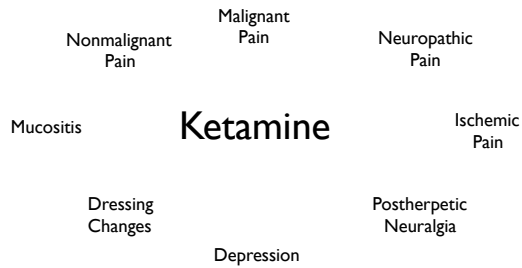 Malignant
Pain
Nonmalignant
Pain
Neuropathic
Pain
Mucositis
Ketamine
Ischemic
Pain
Dressing
Changes
Postherpetic
Neuralgia
Depression